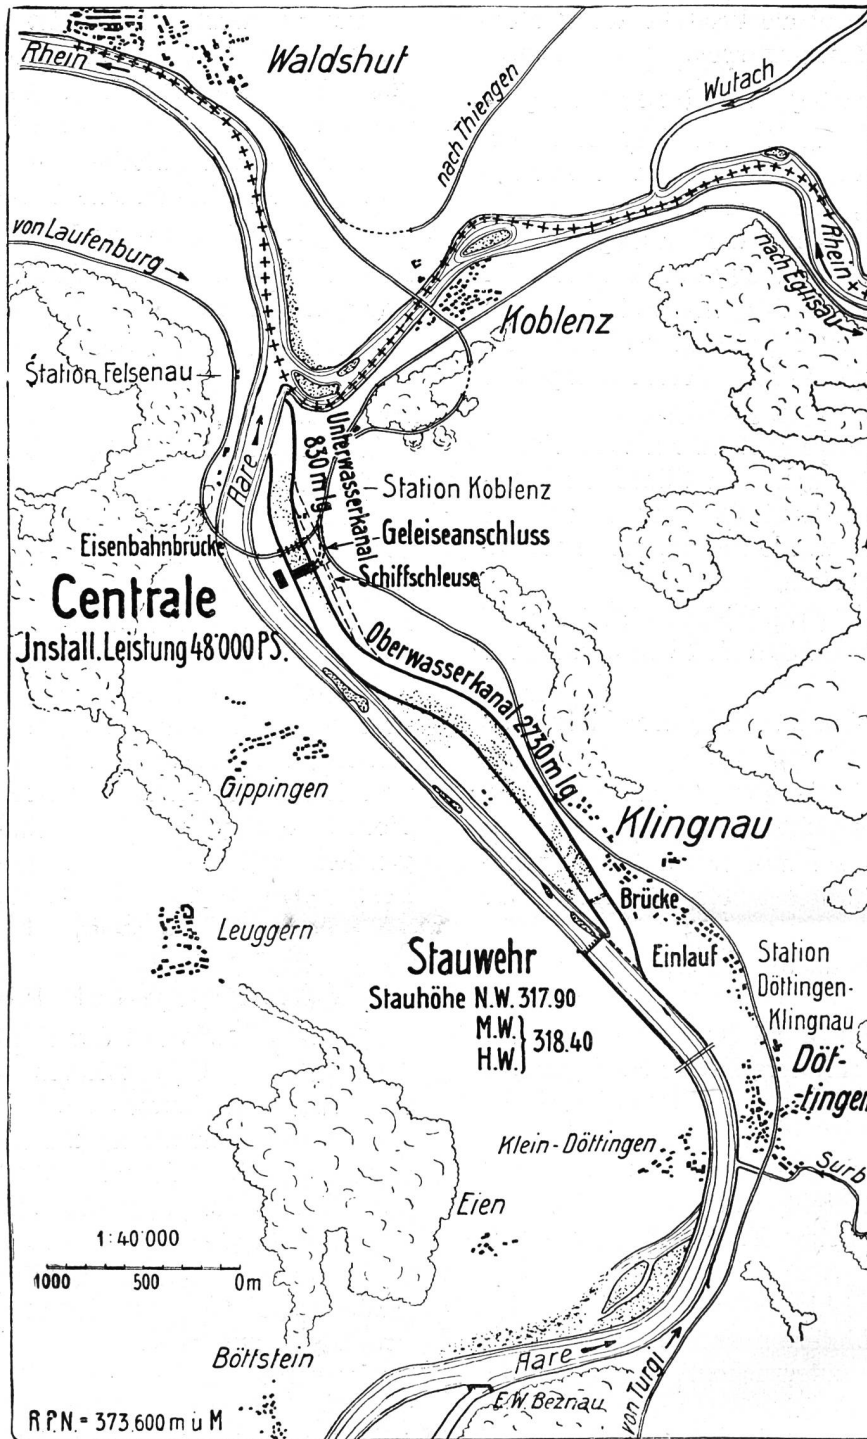 Waldshut
Rhein
nach Thiengen
Wutach
von Laufenburg
Rhein
nach Eglisau
Koblenz
Station Felsenau
Aare
Unterwasserkanal
830 m lg
Station Koblenz
Eisenbahnbrücke
Geleiseanschluss
Schiffschleuse
Centrale
Jnstall. Leistung 48'000 PS.
Oberwasserkanal 2730 m lg
Gippingen
Klingnau
Brücke
Leuggern
Einlauf
Station
Döttingen-
Klingnau
Stauwehr
Stauhöhe N.W. 317.90
M.W.
H.W. } 318.40
Döt-
-tingen
Klein-Döttingen
Surb
Eien
1:40'000
1000 500 0 m
Böttstein
Aare
E.W. Beznau
von Turgi
R.P.N. = 373.600 m ü M